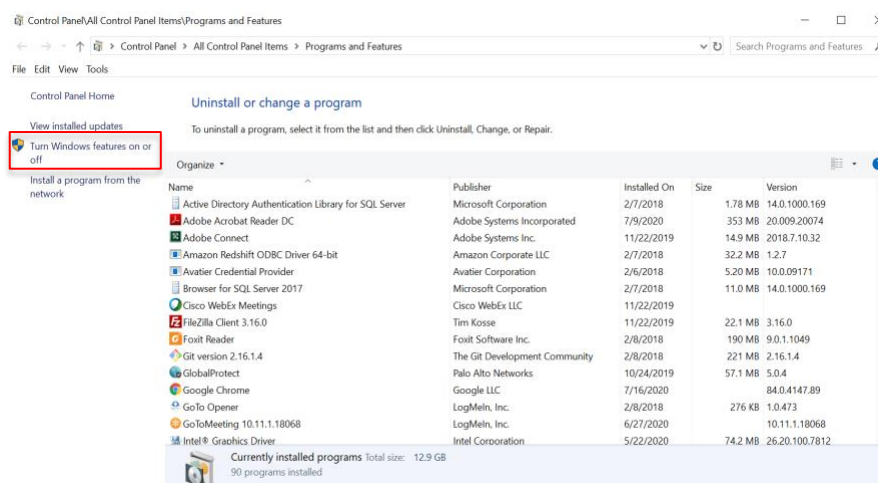 Control Panel\All Control Panel Items\Programs and Features
Control Panel > All Control Panel Items > Programs and Features
Search Programs and Features
File Edit View Tools
Control Panel Home
View installed updates
Turn Windows features on or
off
Install a program from the
network
Uninstall or change a program
To uninstall a program, select it from the list and then click Uninstall, Change, or Repair.
Organize
Name Publisher Installed On Size Version
Active Directory Authentication Library for SQL Server Microsoft Corporation 2/7/2018 1.78 MB 14.0.1000.169
Adobe Acrobat Reader DC Adobe Systems Incorporated 7/9/2020 353 MB 20.009.20074
Adobe Connect Adobe Systems Inc. 11/22/2019 14.9 MB 2018.7.10.32
Amazon Redshift ODBC Driver 64-bit Amazon Corporate LLC 2/7/2018 32.2 MB 1.2.7
Avatier Credential Provider Avatier Corporation 2/6/2018 5.20 MB 10.0.09171
Browser for SQL Server 2017 Microsoft Corporation 2/7/2018 11.0 MB 14.0.1000.169
Cisco WebEx Meetings Cisco WebEx LLC 11/22/2019
FileZilla Client 3.16.0 Tim Kosse 11/22/2019 22.1 MB 3.16.0
Foxit Reader Foxit Software Inc. 2/8/2018 190 MB 9.0.1.1049
Git version 2.16.1.4 The Git Development Community 2/8/2018 221 MB 2.16.1.4
GlobalProtect Palo Alto Networks 10/24/2019 57.1 MB 5.0.4
Google Chrome Google LLC 7/16/2020 84.0.4147.89
GoTo Opener LogMeIn, Inc. 2/8/2018 276 KB 1.0.473
GoToMeeting 10.11.1.18068 LogMeIn, Inc. 6/27/2020 10.11.1.18068
Intel® Graphics Driver Intel Corporation 5/22/2020 74.2 MB 26.20.100.7812
Currently installed programs Total size: 12.9 GB
90 programs installed